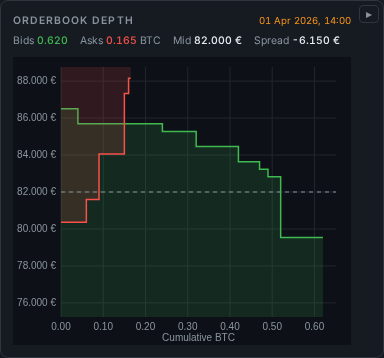 ORDERBOOK DEPTH 01 Apr 2026, 14:00
Bids 0.620 Asks 0.165 BTC Mid 82.000 € Spread -6.150 €
88.000 €
86.000 €
84.000 €
82.000 €
80.000 €
78.000 €
76.000 €
0.00 0.10 0.20 0.30 0.40 0.50 0.60
Cumulative BTC